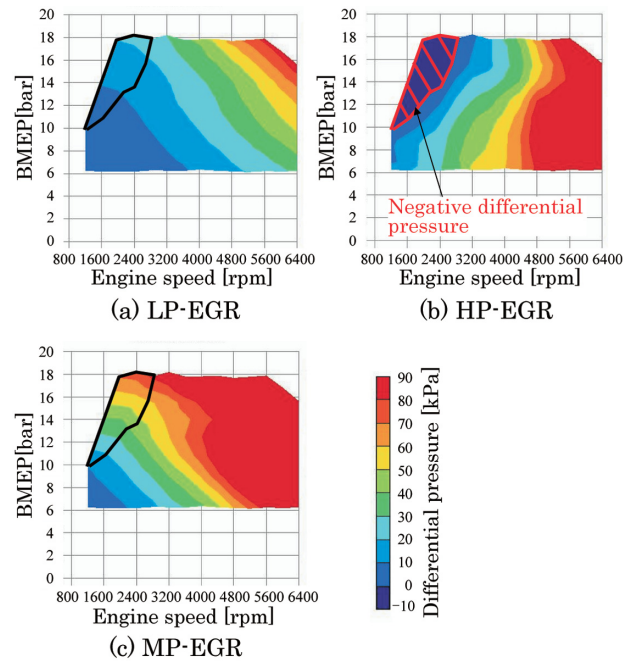 20
18
16
14
12
10
8
6
4
2
0
BMEP[bar]
800 1600 2400 3200 4000 4800 5600 6400
Engine speed [rpm]
(a) LP-EGR
20
18
16
14
12
10
8
6
4
2
0
BMEP[bar]
Negative differential
pressure
800 1600 2400 3200 4000 4800 5600 6400
Engine speed [rpm]
(b) HP-EGR
20
18
16
14
12
10
8
6
4
2
0
BMEP[bar]
800 1600 2400 3200 4000 4800 5600 6400
Engine speed [rpm]
(c) MP-EGR
90
80
70
60
50
40
30
20
10
0
−10
Differential pressure [kPa]